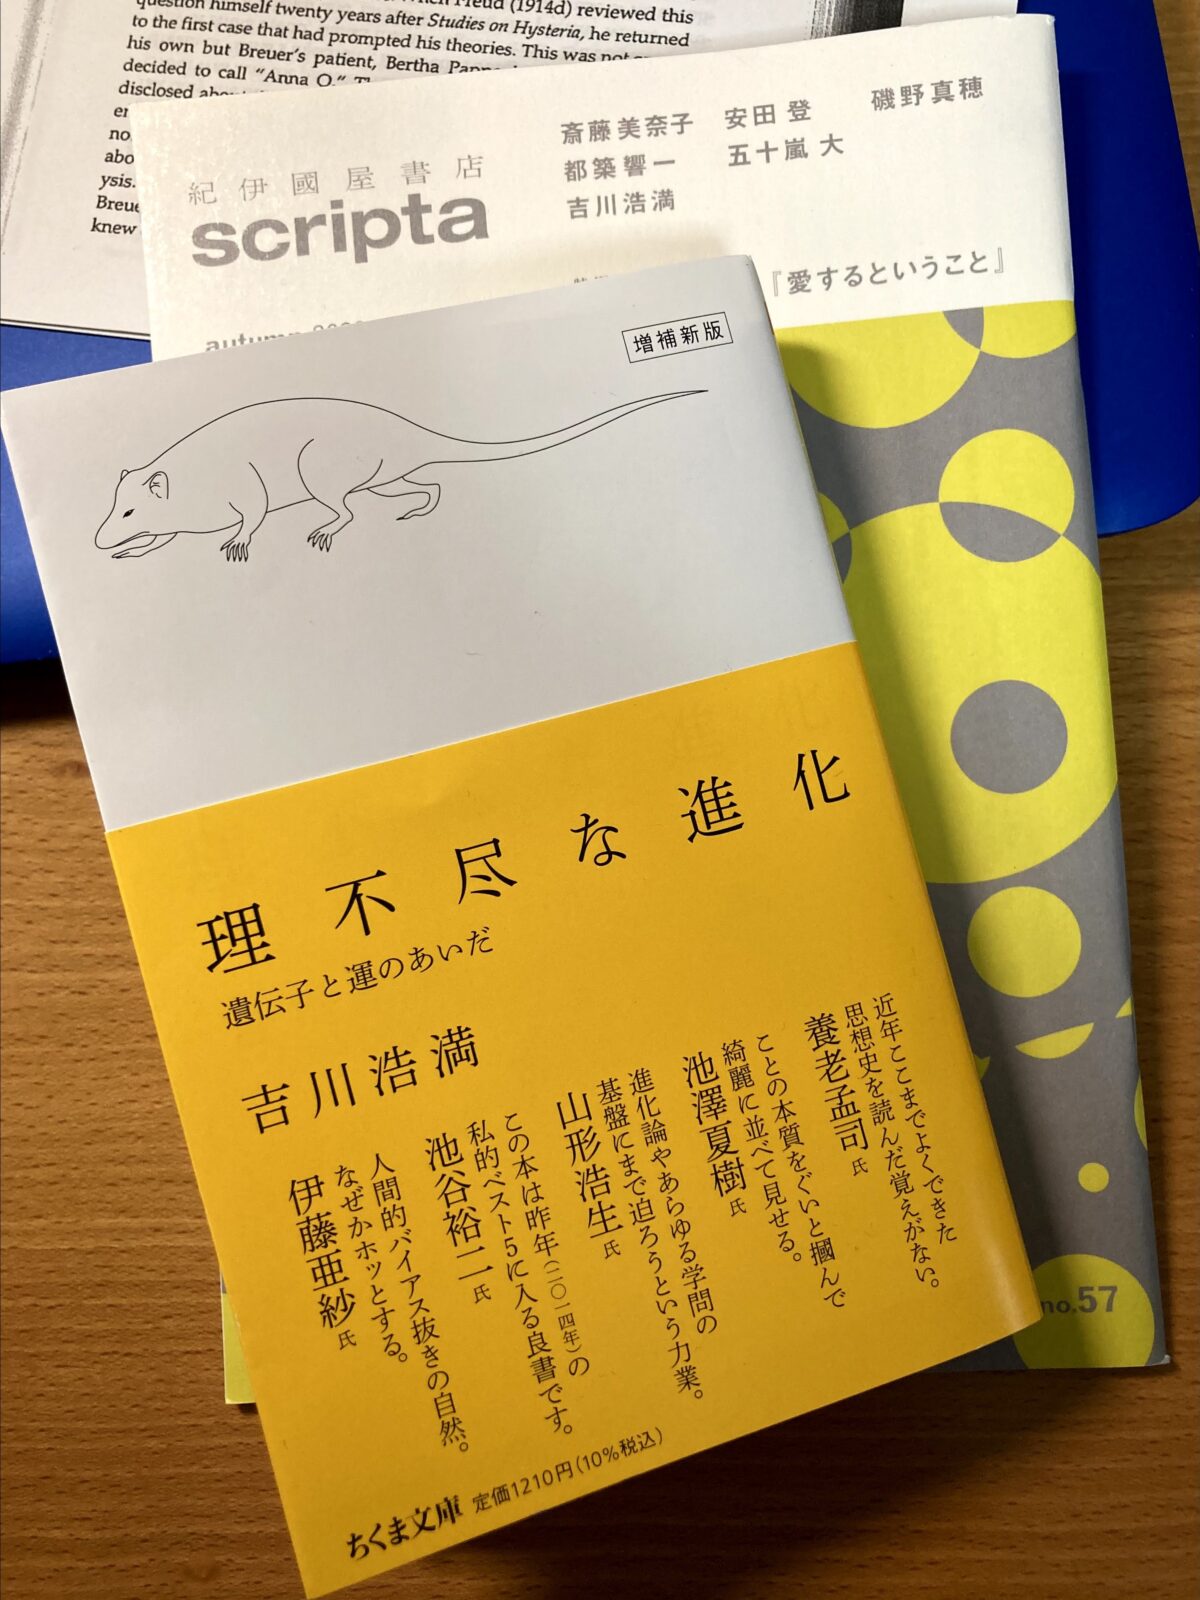 question himself twenty years after Studies on Hysteria, he returned
to the first case that had prompted his theories. This was not
his own but Breuer's patient, Bertha
decided to call "Anna O."
disclosed
abo
ysis.
knew
紀伊國屋書店
scripta
斎藤美奈子
都築響一
吉川浩満
安田登
五十嵐大
磯野真穂
『愛するということ』
autumn
no.57
増補新版
理不尽な進化
遺伝子と運のあいだ
吉川浩満
近年ここまでよくできた
思想史を読んだ覚えがない。
養老孟司氏
ことの本質をぐいと摑んで
綺麗に並べて見せる。
池澤夏樹氏
進化論やあらゆる学問の
基盤にまで迫ろうという力業。
山形浩生氏
この本は昨年(二〇一四年)の
私的ベスト5に入る良書です。
池谷裕二氏
人間的バイアス抜きの自然。
なぜかホッとする。
伊藤亜紗氏
ちくま文庫 定価1210円(10%税込)